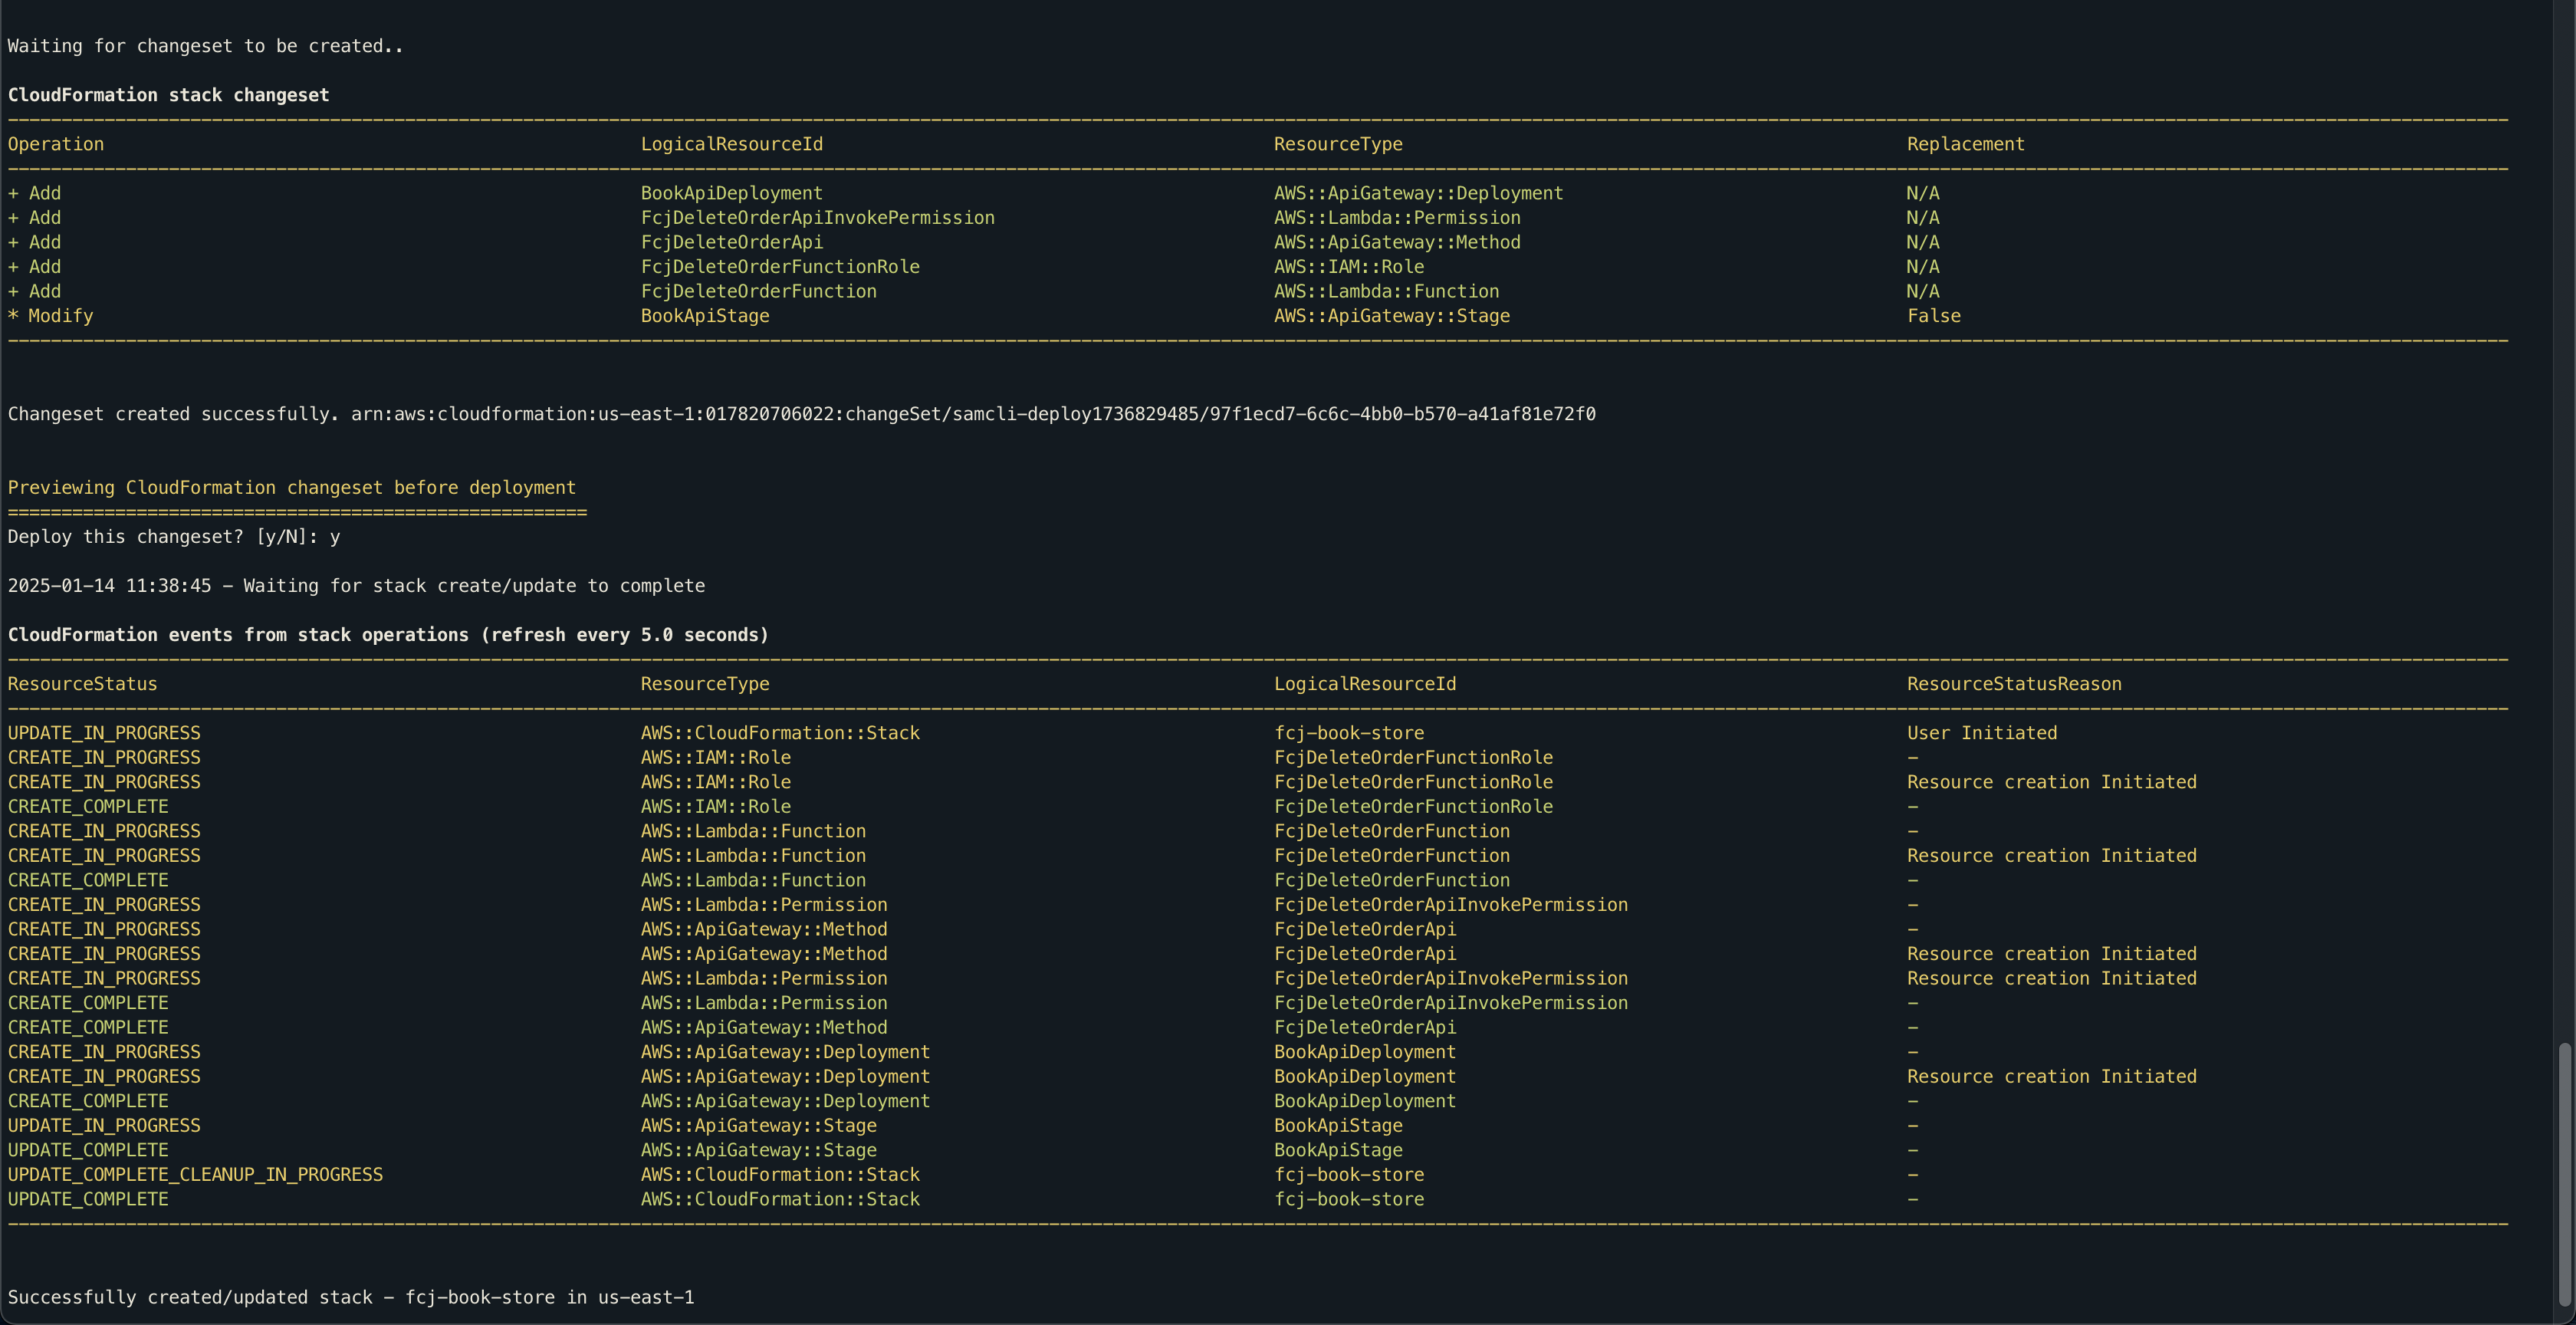 Waiting for changeset to be created..
CloudFormation stack changeset
Operation LogicalResourceId ResourceType Replacement
+ Add BookApiDeployment AWS::ApiGateway::Deployment N/A
+ Add FcjDeleteOrderApiInvokePermission AWS::Lambda::Permission N/A
+ Add FcjDeleteOrderApi AWS::ApiGateway::Method N/A
+ Add FcjDeleteOrderFunctionRole AWS::IAM::Role N/A
+ Add FcjDeleteOrderFunction AWS::Lambda::Function N/A
* Modify BookApiStage AWS::ApiGateway::Stage False
Changeset created successfully. arn:aws:cloudformation:us-east-1:017820706022:changeSet/samcli-deploy1736829485/97f1ecd7-6c6c-4bb0-b570-a41af81e72f0
Previewing CloudFormation changeset before deployment
======================================================
Deploy this changeset? [y/N]: y
2025-01-14 11:38:45 - Waiting for stack create/update to complete
CloudFormation events from stack operations (refresh every 5.0 seconds)
ResourceStatus ResourceType LogicalResourceId ResourceStatusReason
UPDATE_IN_PROGRESS AWS::CloudFormation::Stack fcj-book-store User Initiated
CREATE_IN_PROGRESS AWS::IAM::Role FcjDeleteOrderFunctionRole -
CREATE_IN_PROGRESS AWS::IAM::Role FcjDeleteOrderFunctionRole Resource creation Initiated
CREATE_COMPLETE AWS::IAM::Role FcjDeleteOrderFunctionRole -
CREATE_IN_PROGRESS AWS::Lambda::Function FcjDeleteOrderFunction -
CREATE_IN_PROGRESS AWS::Lambda::Function FcjDeleteOrderFunction Resource creation Initiated
CREATE_COMPLETE AWS::Lambda::Function FcjDeleteOrderFunction -
CREATE_IN_PROGRESS AWS::Lambda::Permission FcjDeleteOrderApiInvokePermission -
CREATE_IN_PROGRESS AWS::ApiGateway::Method FcjDeleteOrderApi -
CREATE_IN_PROGRESS AWS::ApiGateway::Method FcjDeleteOrderApi Resource creation Initiated
CREATE_IN_PROGRESS AWS::Lambda::Permission FcjDeleteOrderApiInvokePermission Resource creation Initiated
CREATE_COMPLETE AWS::Lambda::Permission FcjDeleteOrderApiInvokePermission -
CREATE_COMPLETE AWS::ApiGateway::Method FcjDeleteOrderApi -
CREATE_IN_PROGRESS AWS::ApiGateway::Deployment BookApiDeployment -
CREATE_IN_PROGRESS AWS::ApiGateway::Deployment BookApiDeployment Resource creation Initiated
CREATE_COMPLETE AWS::ApiGateway::Deployment BookApiDeployment -
UPDATE_IN_PROGRESS AWS::ApiGateway::Stage BookApiStage -
UPDATE_COMPLETE AWS::ApiGateway::Stage BookApiStage -
UPDATE_COMPLETE_CLEANUP_IN_PROGRESS AWS::CloudFormation::Stack fcj-book-store -
UPDATE_COMPLETE AWS::CloudFormation::Stack fcj-book-store -
Successfully created/updated stack - fcj-book-store in us-east-1